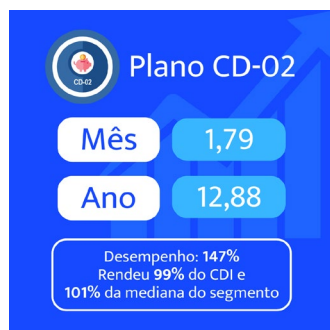 CD-02
Plano CD-02
Mês 1,79
Ano 12,88
Desempenho: 147%
Rendeu 99% do CDI e
101% da mediana do segmento